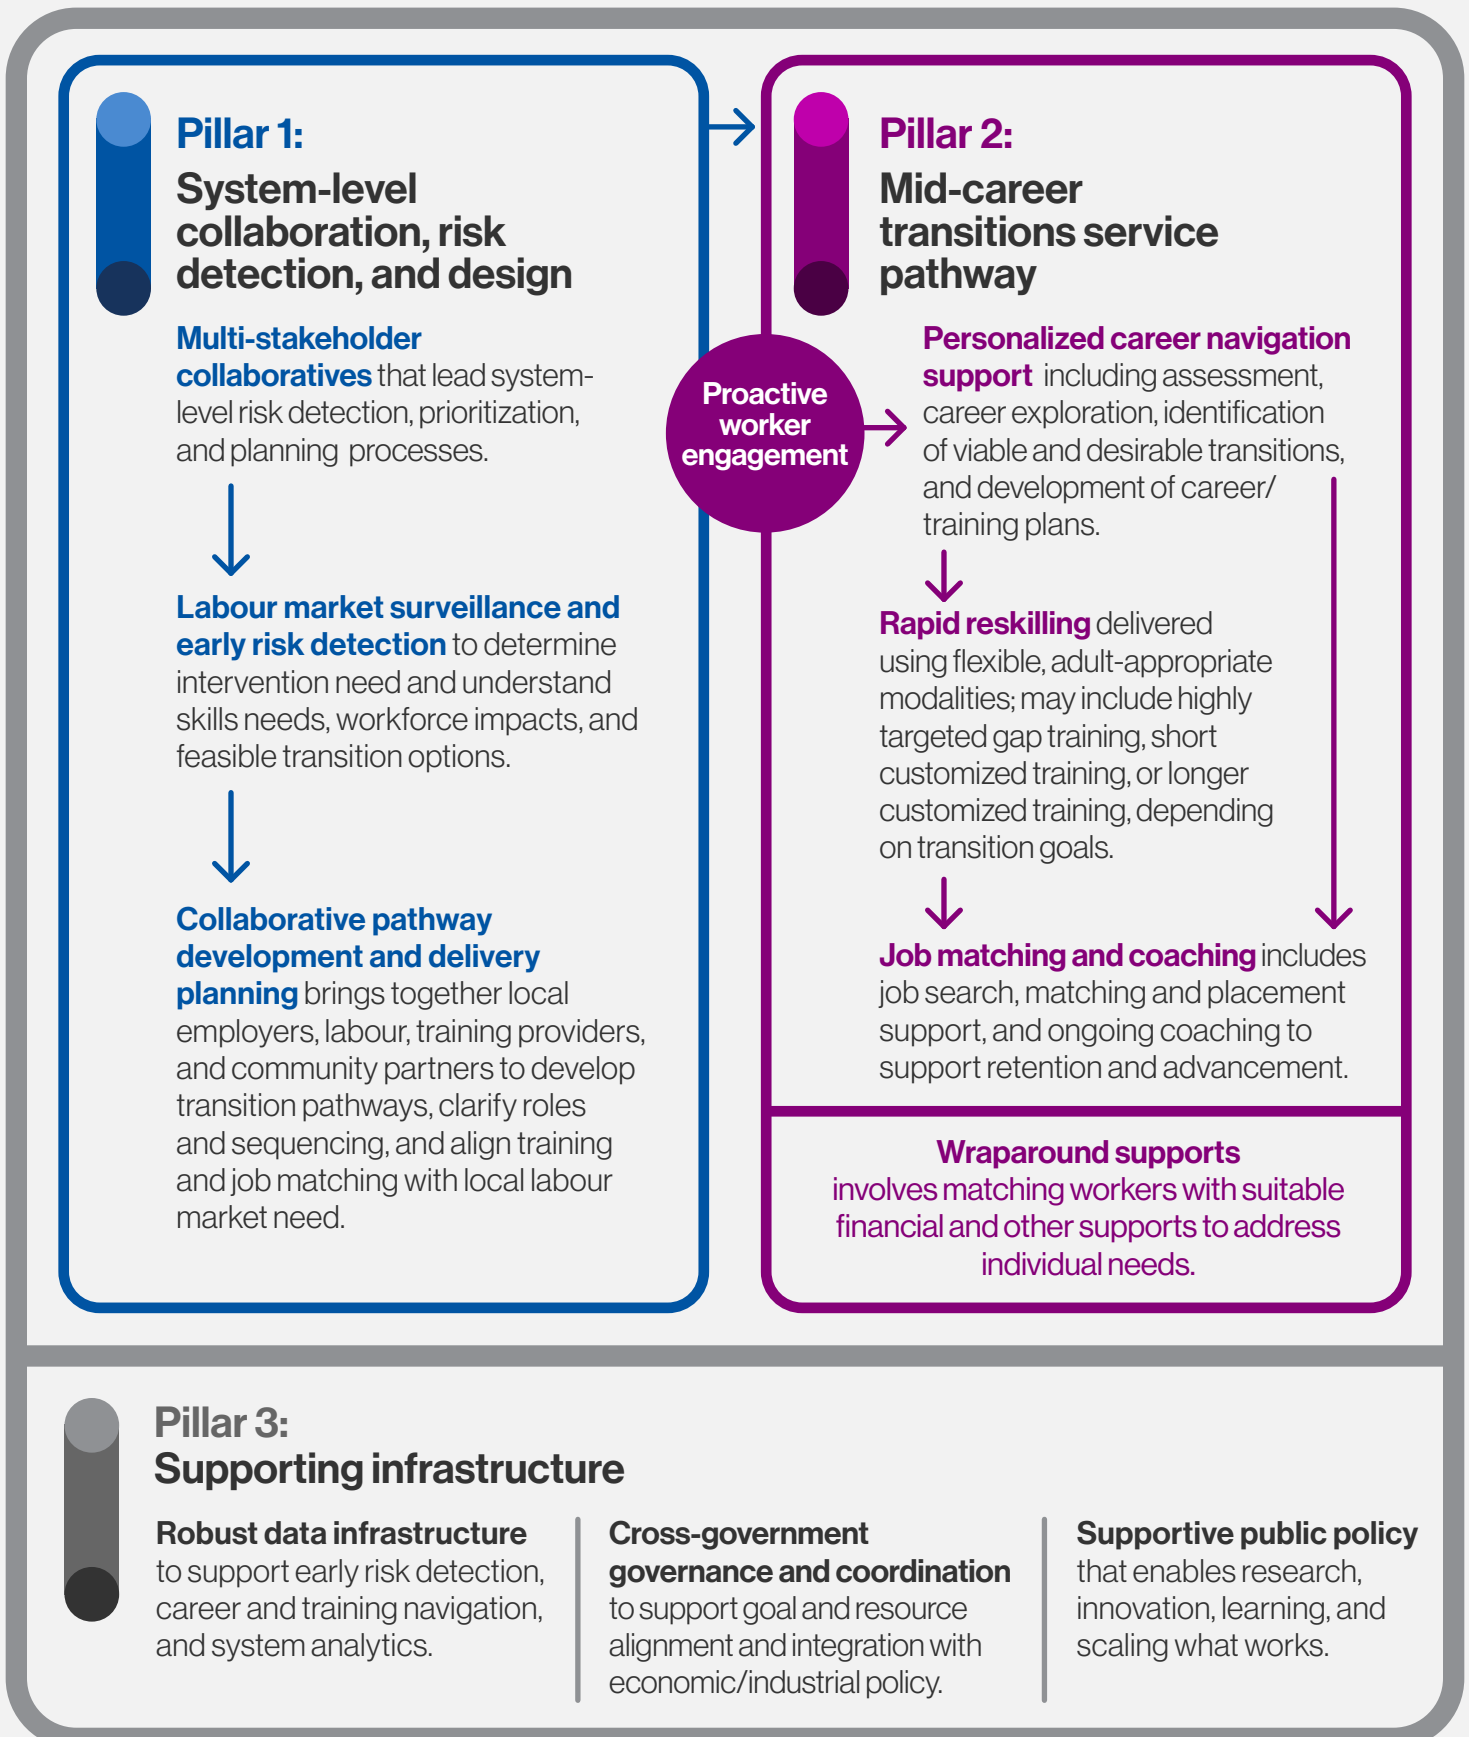 Pillar 1:
System-level
collaboration, risk
detection, and design
Multi-stakeholder
collaboratives that lead system-
level risk detection, prioritization,
and planning processes.
Labour market surveillance and
early risk detection to determine
intervention need and understand
skills needs, workforce impacts, and
feasible transition options.
Collaborative pathway
development and delivery
planning brings together local
employers, labour, training providers,
and community partners to develop
transition pathways, clarify roles
and sequencing, and align training
and job matching with local labour
market need.
Proactive
worker
engagement
Pillar 2:
Mid-career
transitions service
pathway
Personalized career navigation
support including assessment,
career exploration, identification
of viable and desirable transitions,
and development of career/
training plans.
Rapid reskilling delivered
using flexible, adult-appropriate
modalities; may include highly
targeted gap training, short
customized training, or longer
customized training, depending
on transition goals.
Job matching and coaching includes
job search, matching and placement
support, and ongoing coaching to
support retention and advancement.
Wraparound supports
involves matching workers with suitable
financial and other supports to address
individual needs.
Pillar 3:
Supporting infrastructure
Robust data infrastructure
to support early risk detection,
career and training navigation,
and system analytics.
Cross-government
governance and coordination
to support goal and resource
alignment and integration with
economic/industrial policy.
Supportive public policy
that enables research,
innovation, learning, and
scaling what works.